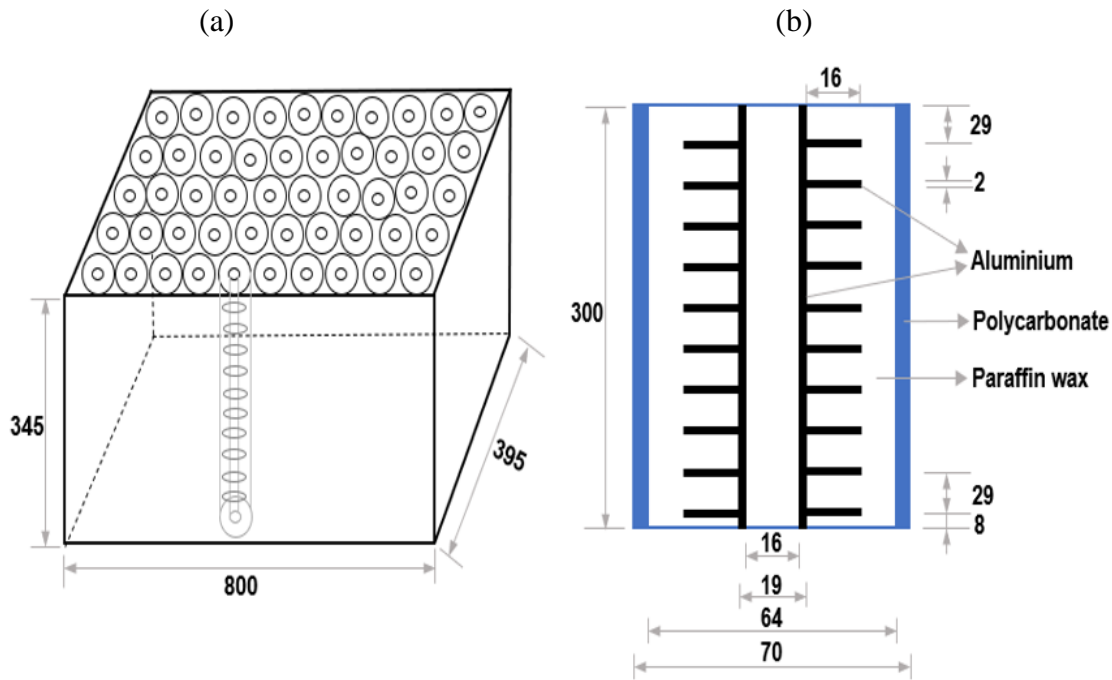 (a)
(b)
345
800
395
16
29
2
Aluminium
300
Polycarbonate
Paraffin wax
29
8
16
19
64
70